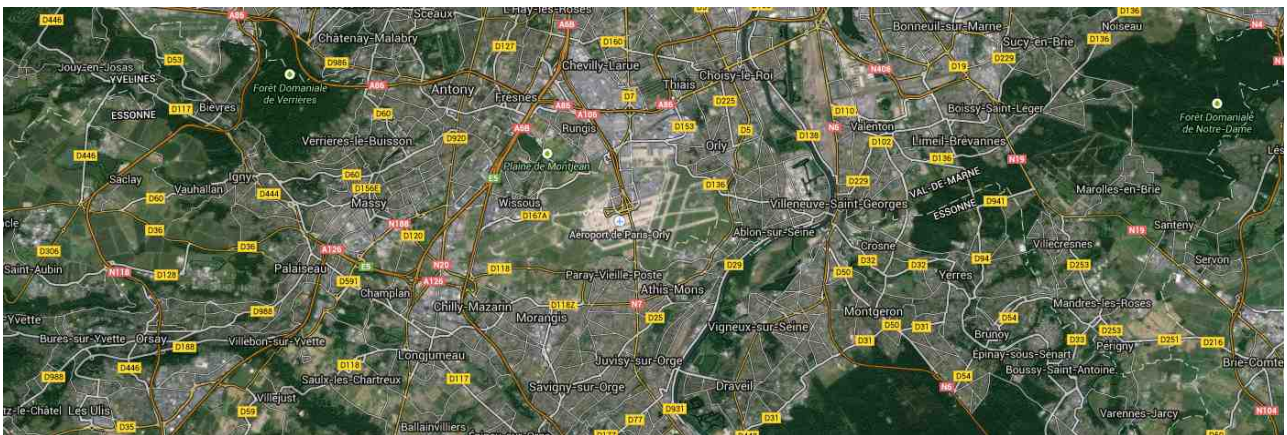 D446
A86
Sceaux
L'Haÿ-les-Roses
A6B
Bonneuil-sur-Marne
D136
Noiseau
N4
Châtenay-Malabry
D127
D160
Sucy-en-Brie
D136
D53
Jouy-en-Josas
YVELINES
D986
Chevilly-Larue
N406
D19
D229
Forêt Domaniale
de Verrières
A86
Antony
Fresnes
D7
Thiais
Choisy-le-Roi
D117
Bièvres
ESSONNE
D60
A86
A106
A86
D225
D110
Boissy-Saint-Léger
Forêt Domaniale
de Notre-Dame
Verrières-le-Buisson
D920
A6B
Rungis
D153
D5
D138
N6
Valenton
D102
Limeil-Brévannes
D446
Orly
D136
N19
Plaine de Montjean
Saclay
Vauhallan
Igny
D60
D444
D60
D156E
Massy
E5
Wissous
D167A
D136
D229
VAL-DE-MARNE
ESSONNE
D941
Marolles-en-Brie
Villeneuve-Saint-Georges
N188
Aéroport de Paris-Orly
Ablon-sur-Seine
Santeny
D36
D306
D36
A126
D120
Crosne
Villecresnes
N19
Saint-Aubin
N118
D128
Palaiseau
E5
N20
D118
Paray-Vieille-Poste
D29
D50
D32
D32
D94
D253
Servon
D591
A126
Champlan
Athis-Mons
Yerres
Chilly-Mazarin
D118Z
N7
Mandres-les-Roses
D988
Morangis
D25
Vigneux-sur-Seine
Montgeron
D50
D31
D54
Brunoy
D253
D33
Périgny
D251
D216
Bures-sur-Yvette
Orsay
D188
Villebon-sur-Yvette
D31
Longjumeau
Juvisy-sur-Orge
Épinay-sous-Sénart
Boussy-Saint-Antoine
D446
D118
D988
Saulx-les-Chartreux
D117
Savigny-sur-Orge
Draveil
D54
N6
Les Ulis
Villejust
D59
D931
D77
D31
Varennes-Jarcy
N104
D35
Ballainvilliers